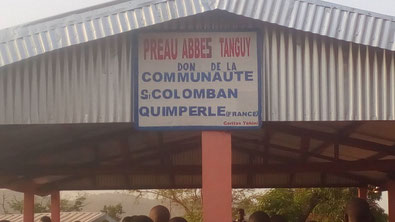 PREAU ABBES TANGUY
DON DE LA
COMMUNAUTE
St COLOMBAN
QUIMPERLE (FRANCE)